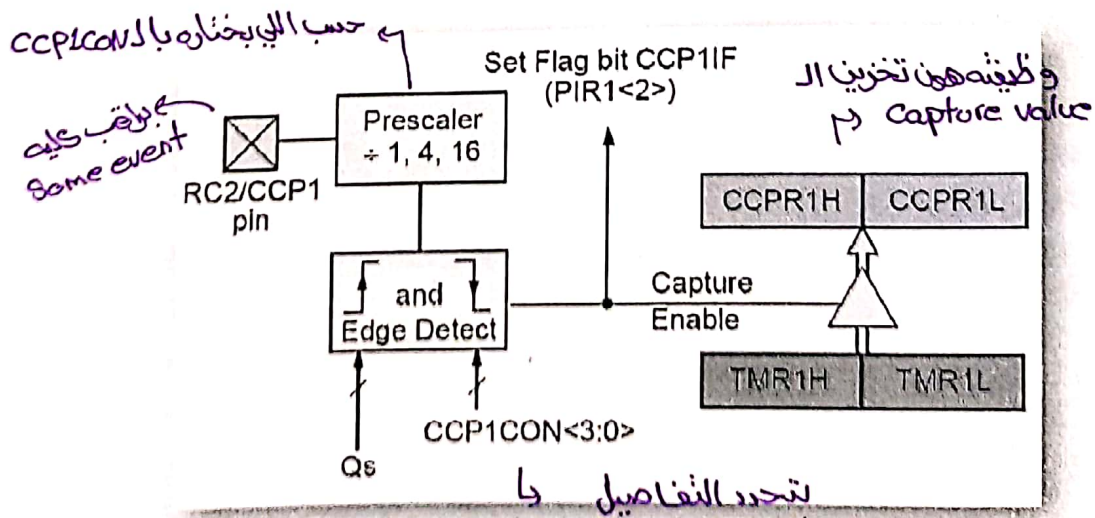 حسب اللي بختاره بال CCP1CON
Set Flag bit CCP1IF
(PIR1<2>)
وظيفته هون تخزين ال
Capture value
براقب عليه
Some event
Prescaler
÷ 1, 4, 16
RC2/CCP1
pin
CCPR1H CCPR1L
and
Edge Detect
Capture
Enable
TMR1H TMR1L
CCP1CON<3:0>
Qs
بتحدد التفاصيل